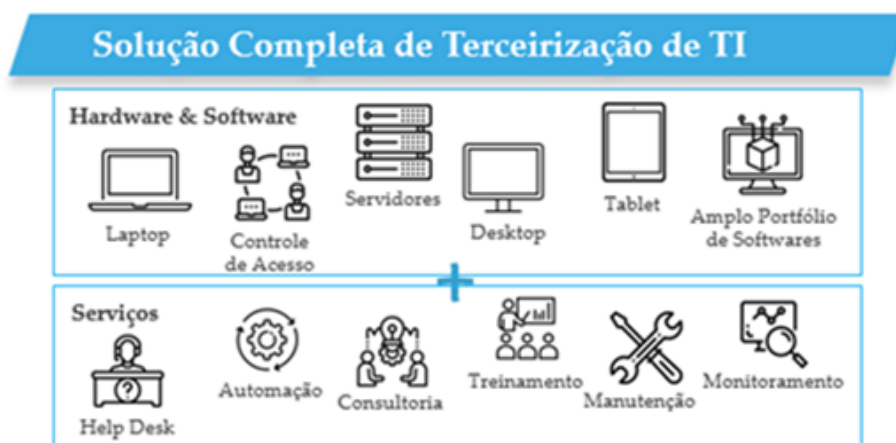 Solução Completa de Terceirização de TI
Hardware & Software
Laptop
Controle
de Acesso
Servidores
Desktop
Tablet
Amplo Portfólio
de Softwares
+
Serviços
?
Help Desk
Automação
Consultoria
Treinamento
Manutenção
Monitoramento